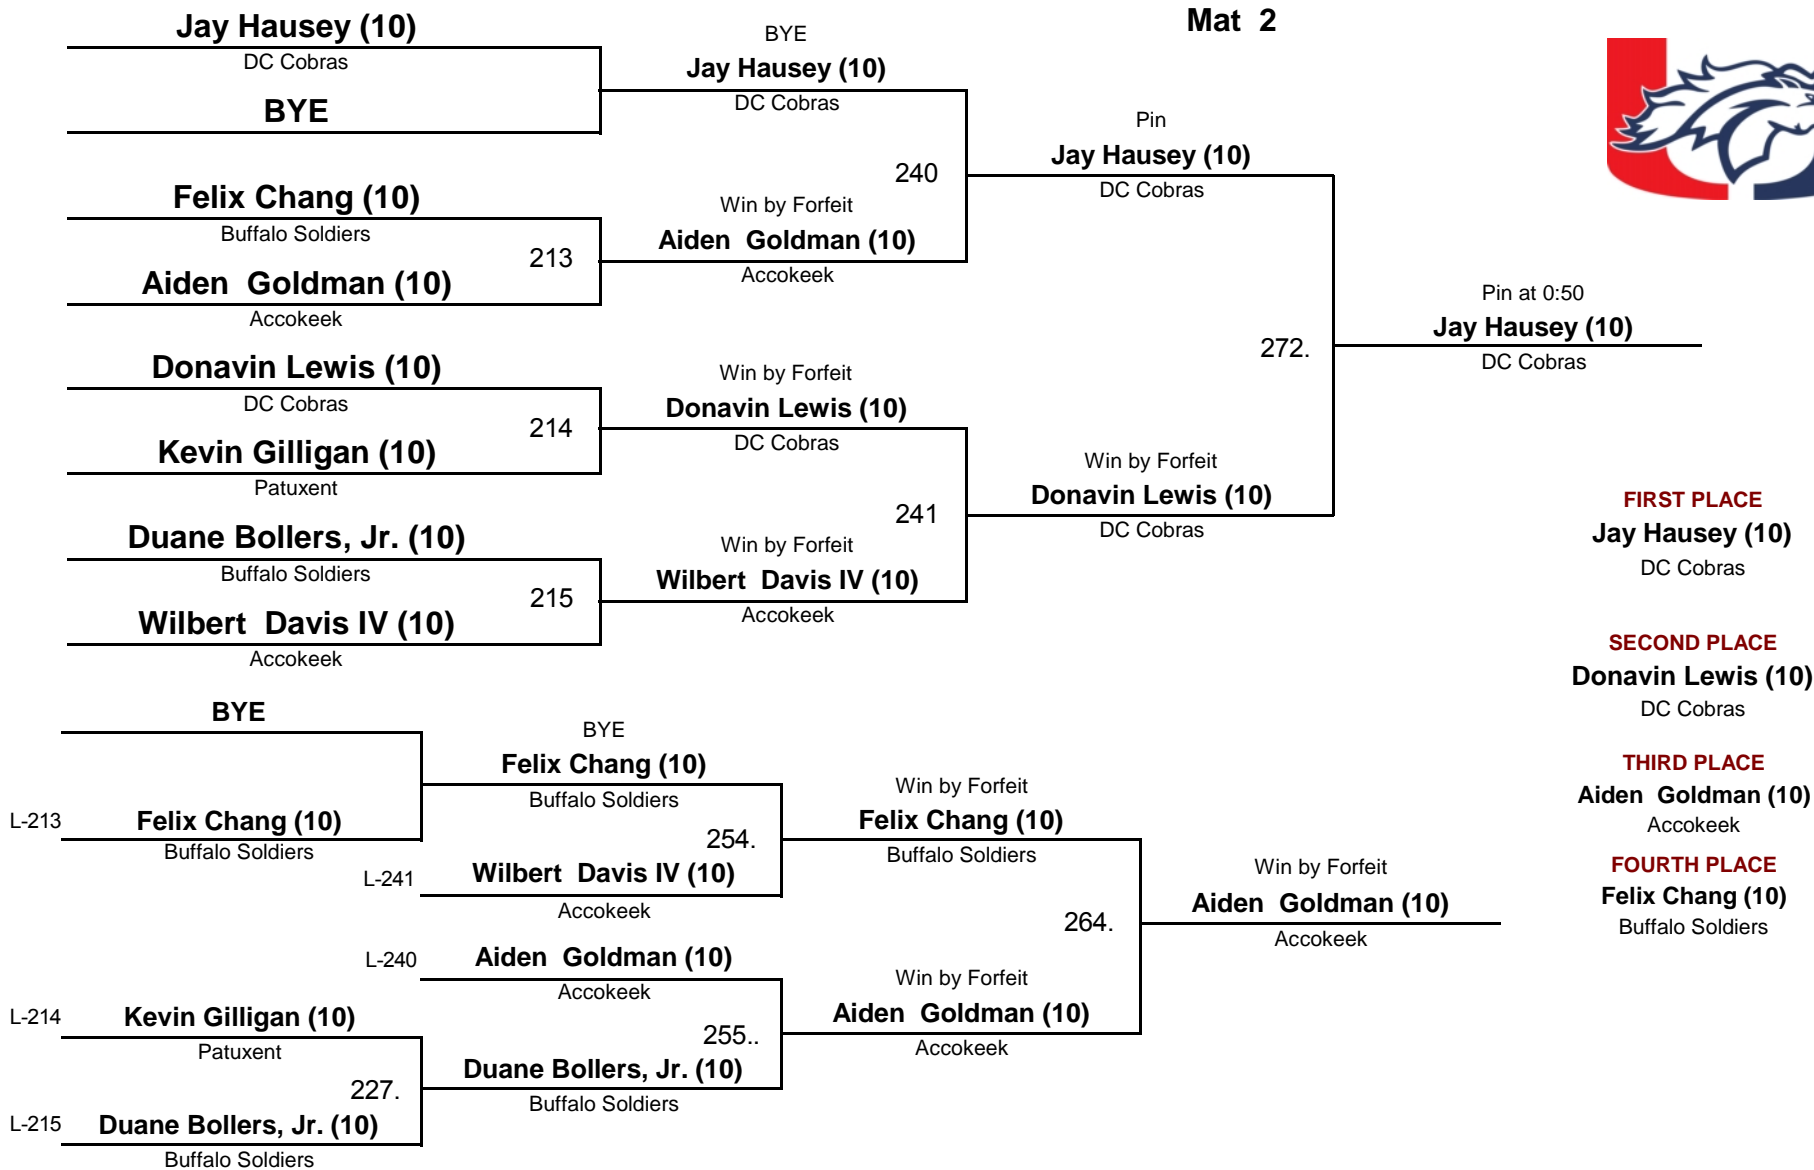 Mat 2
Jay Hausey (10)
DC Cobras
BYE
Felix Chang (10)
Buffalo Soldiers
213
Aiden Goldman (10)
Accokeek
Donavin Lewis (10)
DC Cobras
214
Kevin Gilligan (10)
Patuxent
Duane Bollers, Jr. (10)
Buffalo Soldiers
215
Wilbert Davis IV (10)
Accokeek
BYE
Jay Hausey (10)
DC Cobras
240
Win by Forfeit
Aiden Goldman (10)
Accokeek
Win by Forfeit
Donavin Lewis (10)
DC Cobras
241
Win by Forfeit
Wilbert Davis IV (10)
Accokeek
Pin
Jay Hausey (10)
DC Cobras
272.
Win by Forfeit
Donavin Lewis (10)
DC Cobras
Pin at 0:50
Jay Hausey (10)
DC Cobras
BYE
L-213
Felix Chang (10)
Buffalo Soldiers
L-214
Kevin Gilligan (10)
Patuxent
227.
L-215
Duane Bollers, Jr. (10)
Buffalo Soldiers
BYE
Felix Chang (10)
Buffalo Soldiers
254.
L-241
Wilbert Davis IV (10)
Accokeek
L-240
Aiden Goldman (10)
Accokeek
255..
Duane Bollers, Jr. (10)
Buffalo Soldiers
Win by Forfeit
Felix Chang (10)
Buffalo Soldiers
264.
Win by Forfeit
Aiden Goldman (10)
Accokeek
Win by Forfeit
Aiden Goldman (10)
Accokeek
FIRST PLACE
Jay Hausey (10)
DC Cobras
SECOND PLACE
Donavin Lewis (10)
DC Cobras
THIRD PLACE
Aiden Goldman (10)
Accokeek
FOURTH PLACE
Felix Chang (10)
Buffalo Soldiers